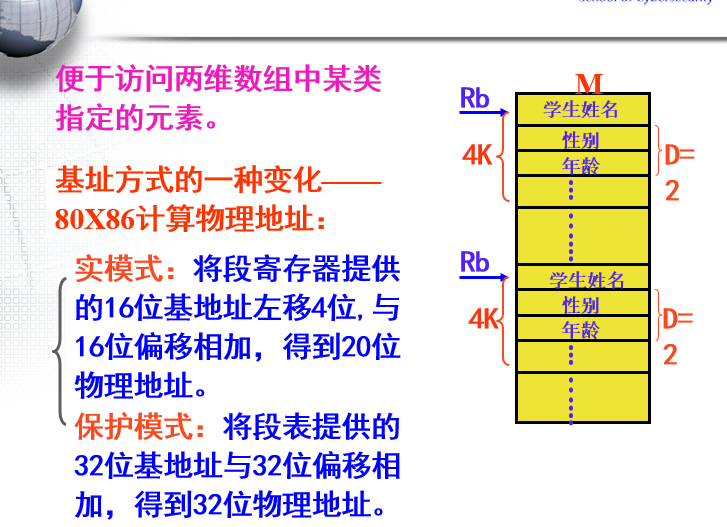 School of Cybersecurity
便于访问两维数组中某类
指定的元素。
基址方式的一种变化——
80X86计算物理地址：
实模式：将段寄存器提供
的16位基地址左移4位,与
16位偏移相加，得到20位
物理地址。
保护模式：将段表提供的
32位基地址与32位偏移相
加，得到32位物理地址。
M
Rb
学生姓名
性别
4K
年龄
D=
2
Rb
学生姓名
性别
4K
年龄
D=
2